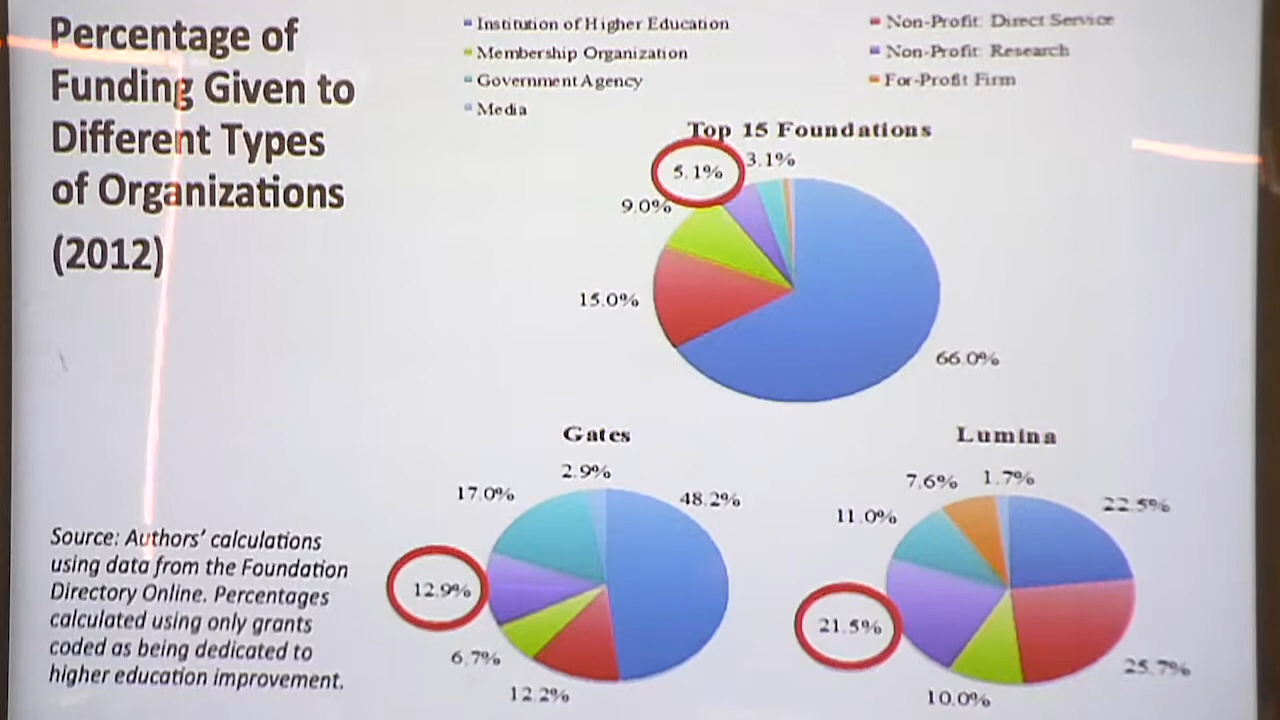 Percentage of
Funding Given to
Different Types
of Organizations
(2012)
Institution of Higher Education
Non-Profit: Direct Service
Membership Organization
Non-Profit: Research
Government Agency
For-Profit Firm
Media
Top 15 Foundations
5.1%
3.1%
9.0%
15.0%
66.0%
Gates
2.9%
17.0%
48.2%
12.9%
6.7%
12.2%
Lumina
7.6%
1.7%
22.5%
11.0%
21.5%
25.7%
10.0%
Source: Authors' calculations
using data from the Foundation
Directory Online. Percentages
calculated using only grants
coded as being dedicated to
higher education improvement.